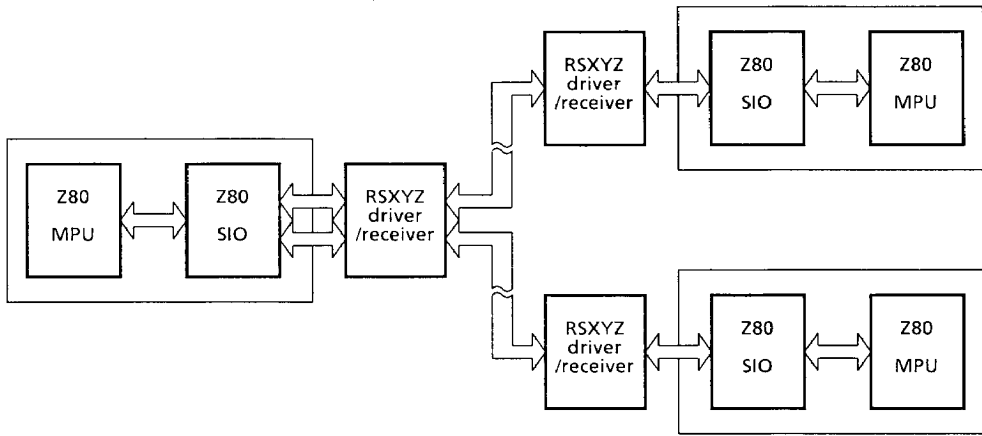 RSXYZ
driver
/receiver
Z80
SIO
Z80
MPU
Z80
MPU
Z80
SIO
RSXYZ
driver
/receiver
RSXYZ
driver
/receiver
Z80
SIO
Z80
MPU